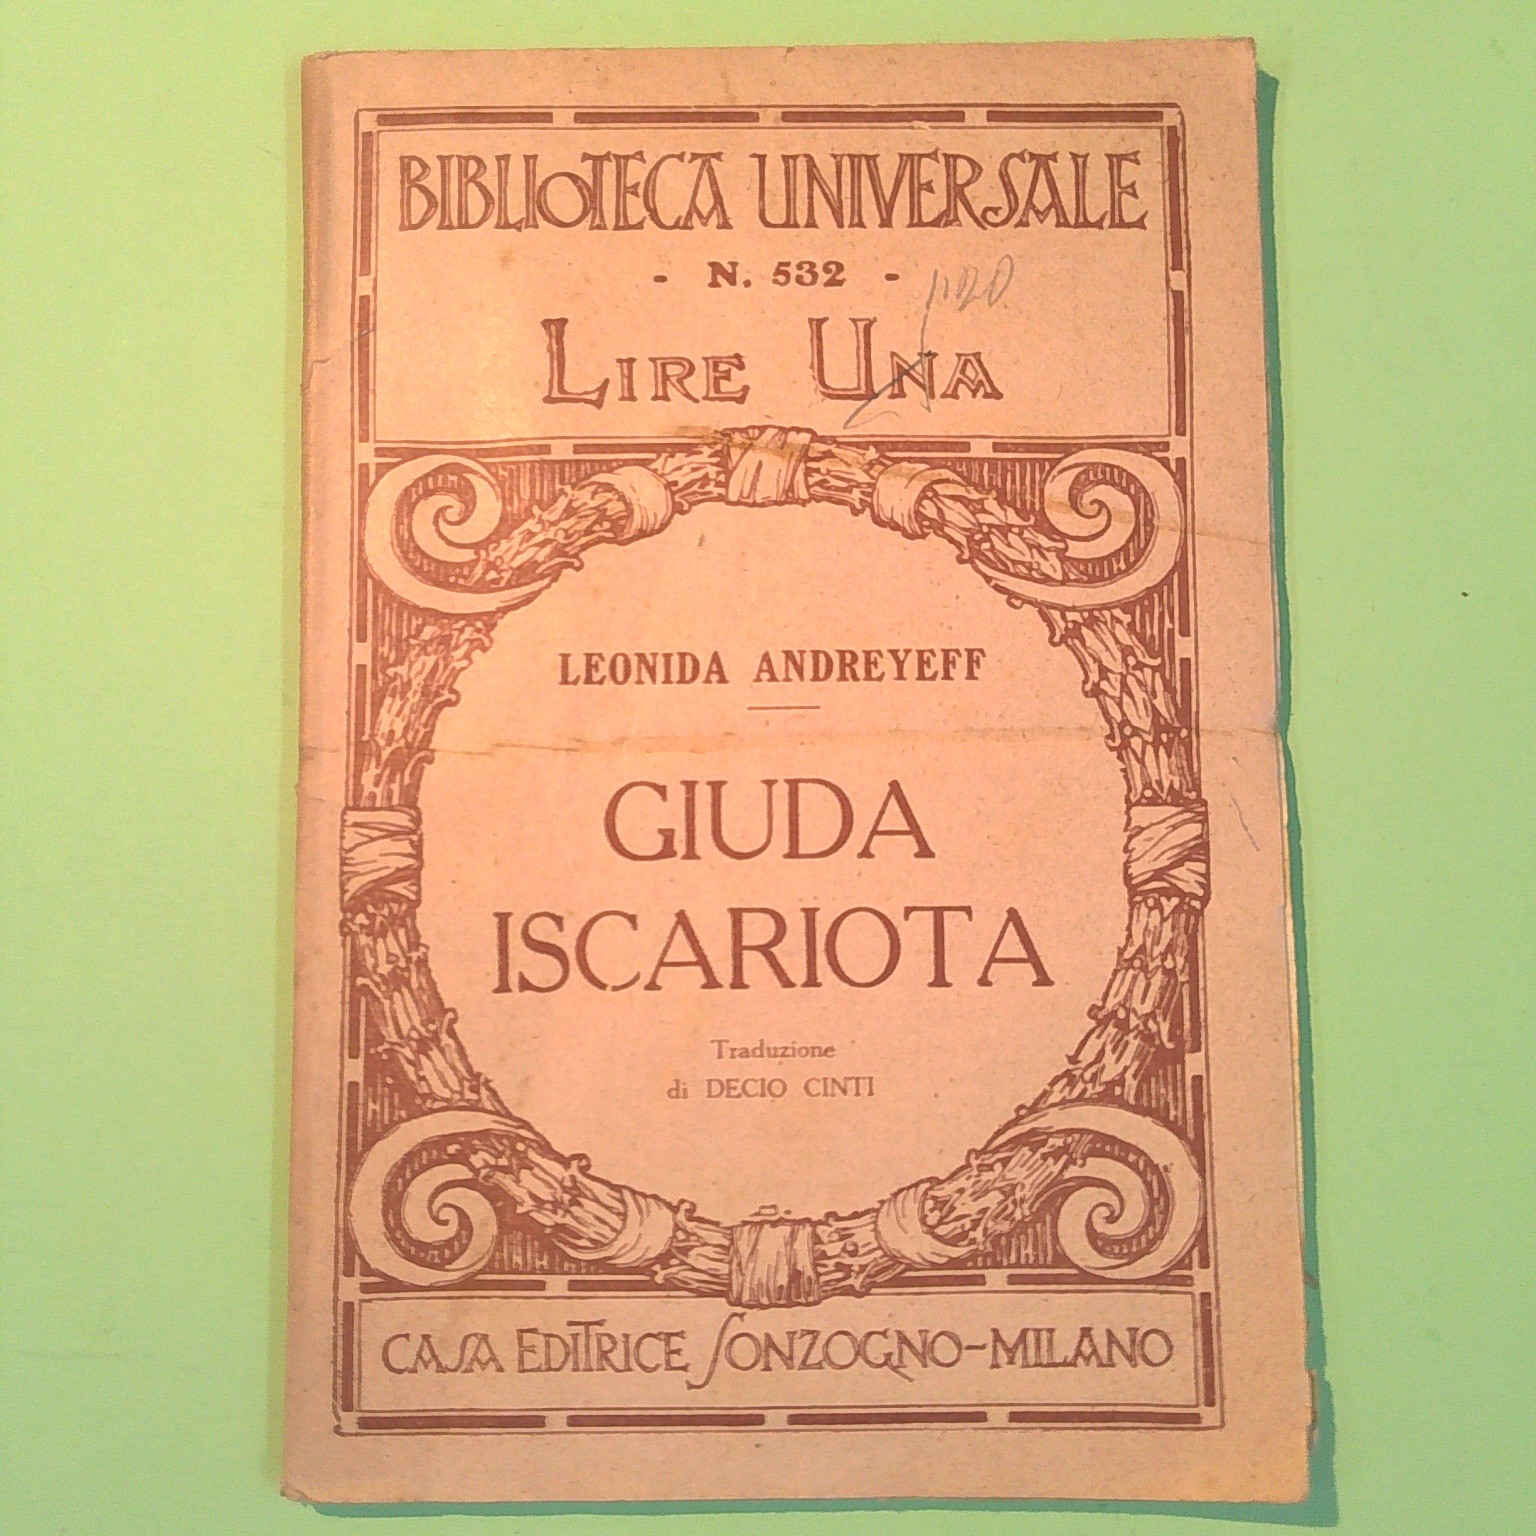 BIBLIOTECA UNIVERSALE
- N. 532 -
LIRE UNA
LEONIDA ANDREYEFF
GIUDA
ISCARIOTA
Traduzione
di DECIO CINTI
CASA EDITRICE SONZOGNO-MILANO